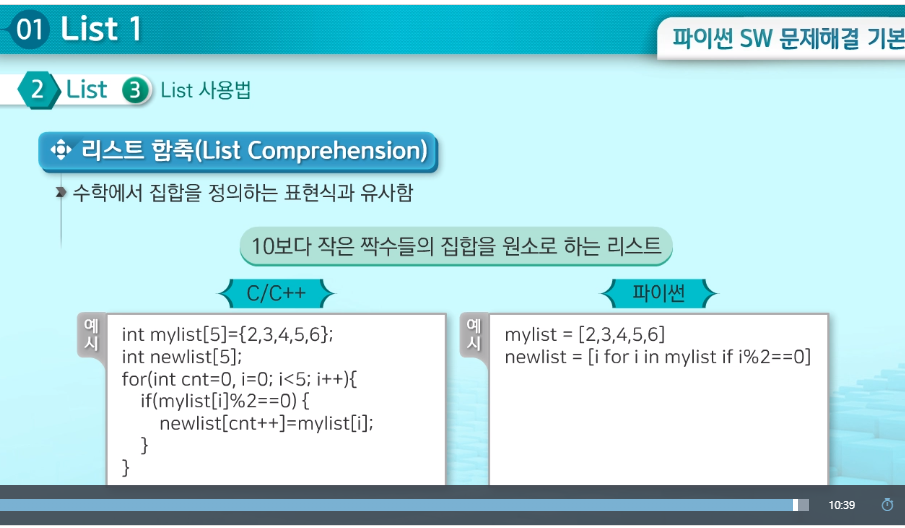 01 List 1
파이썬 SW 문제해결 기본
2 List 3 List 사용법
리스트 함축(List Comprehension)
수학에서 집합을 정의하는 표현식과 유사함
10보다 작은 짝수들의 집합을 원소로 하는 리스트
C/C++
예시
int mylist[5]={2,3,4,5,6};
int newlist[5];
for(int cnt=0, i=0; i<5; i++){
if(mylist[i]%2==0) {
newlist[cnt++]=mylist[i];
}
}
파이썬
예시
mylist = [2,3,4,5,6]
newlist = [i for i in mylist if i%2==0]
10:39